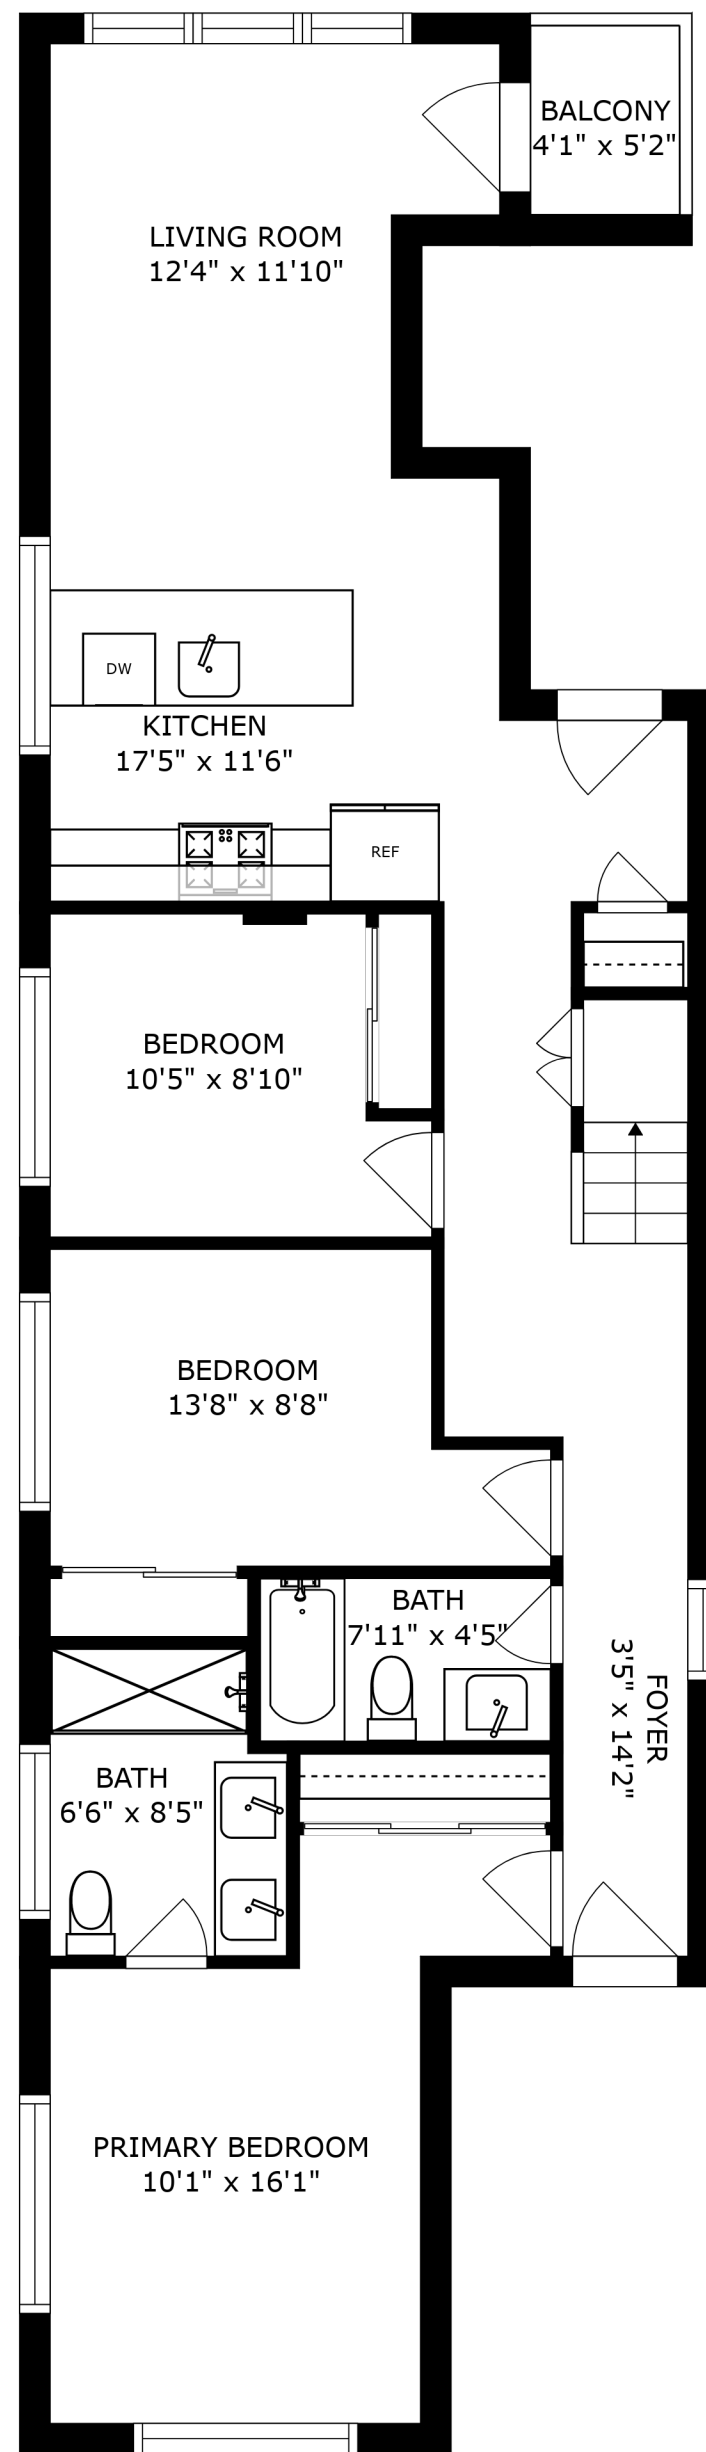 BALCONY
4'1" x 5'2"
LIVING ROOM
12'4" x 11'10"
DW
KITCHEN
17'5" x 11'6"
REF
BEDROOM
10'5" x 8'10"
BEDROOM
13'8" x 8'8"
BATH
7'11" x 4'5"
FOYER
3'5" x 14'2"
BATH
6'6" x 8'5"
PRIMARY BEDROOM
10'1" x 16'1"